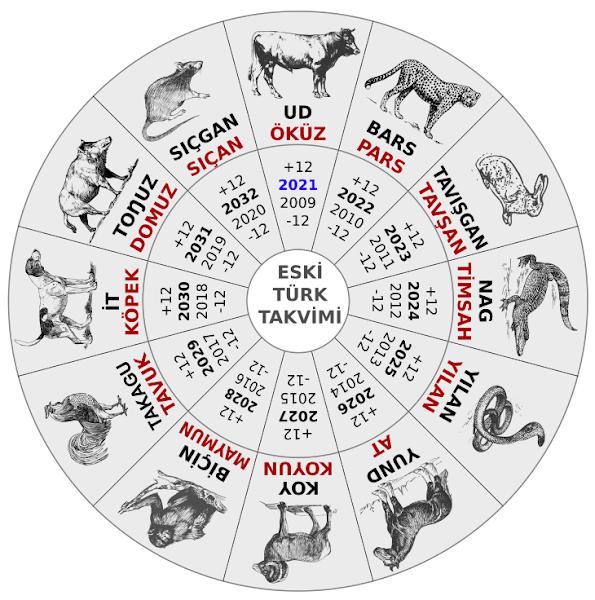 ESKİ
TÜRK
TAKVİMİ
UD
ÖKÜZ
+12
2021
2009
-12
BARS
PARS
+12
2022
2010
-12
TAVIŞGAN
TAVŞAN
+12
2023
2011
-12
NAG
TİMSAH
+12
2024
2012
-12
YILAN
YILAN
+12
2025
2013
-12
YUND
AT
+12
2026
2014
-12
KOY
KOYUN
+12
2027
2015
-12
BİÇİN
MAYMUN
+12
2028
2016
-12
TAKAGU
TAVUK
+12
2029
2017
-12
İT
KÖPEK
+12
2030
2018
-12
TOŊUZ
DOMUZ
+12
2031
2019
-12
SIÇGAN
SIÇAN
+12
2032
2020
-12